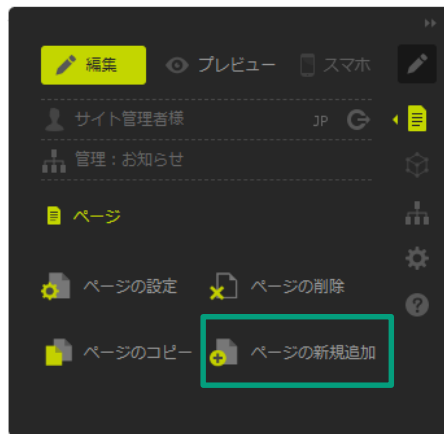 編集 プレビュー スマホ
サイト管理者様 JP
管理：お知らせ
ページ
ページの設定 ページの削除
ページのコピー ページの新規追加